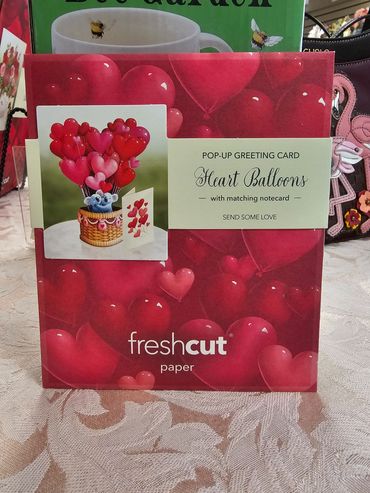 POP-UP GREETING CARD
Heart Balloons
with matching notecard
SEND SOME LOVE
freshcut
paper